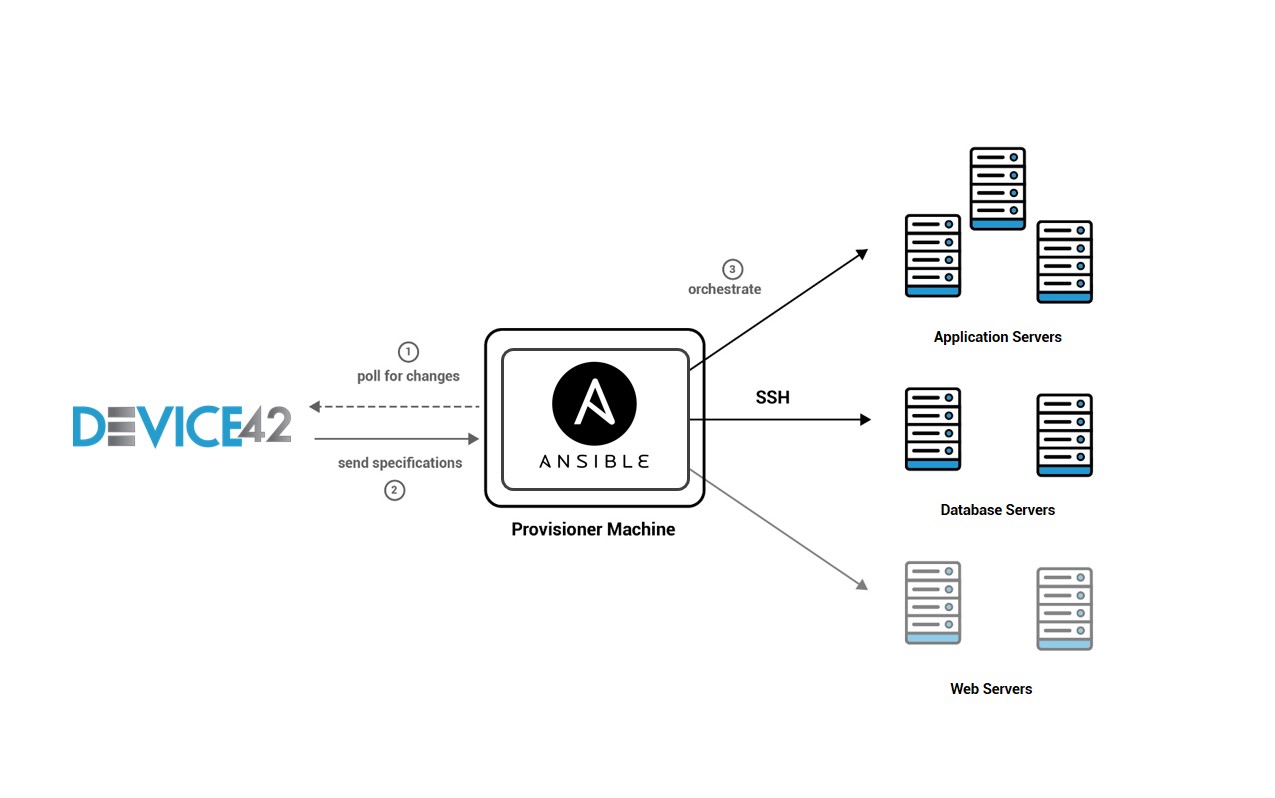 3
orchestrate
Application Servers
1
poll for changes
DEVICE42
send specifications
2
ANSIBLE
Provisioner Machine
SSH
Database Servers
Web Servers